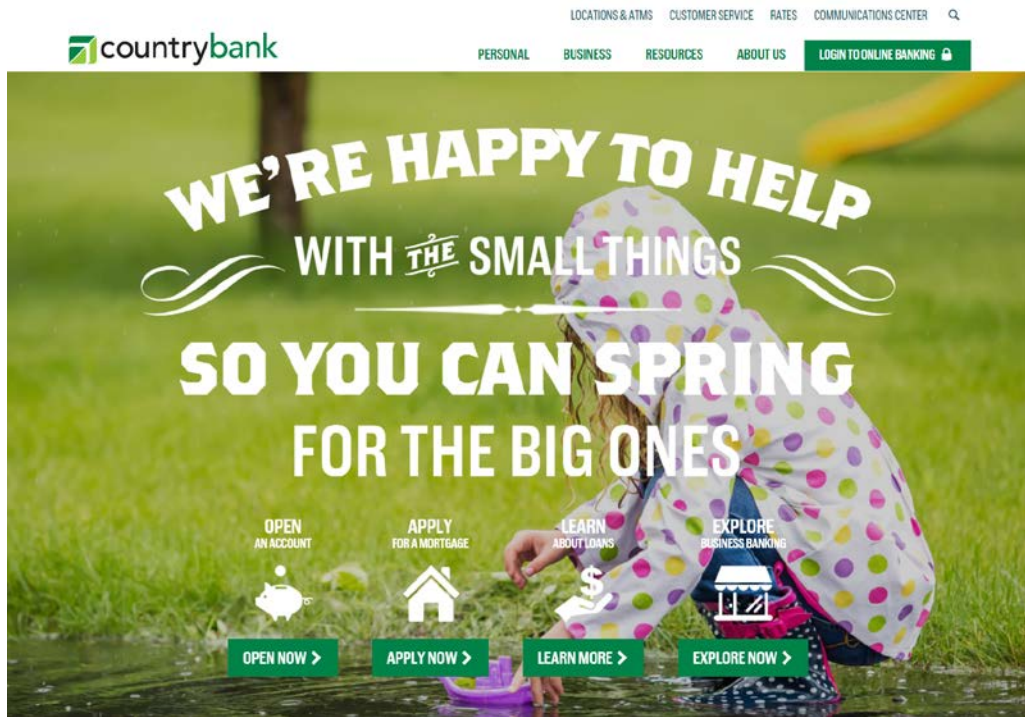 LOCATIONS & ATMS CUSTOMER SERVICE RATES COMMUNICATIONS CENTER
countrybank
PERSONAL BUSINESS RESOURCES ABOUT US LOGIN TO ONLINE BANKING
WE'RE HAPPY TO HELP
WITH THE SMALL THINGS
SO YOU CAN SPRING
FOR THE BIG ONES
OPEN APPLY LEARN EXPLORE
AN ACCOUNT FOR A MORTGAGE ABOUT LOANS BUSINESS BANKING
OPEN NOW > APPLY NOW > LEARN MORE > EXPLORE NOW >